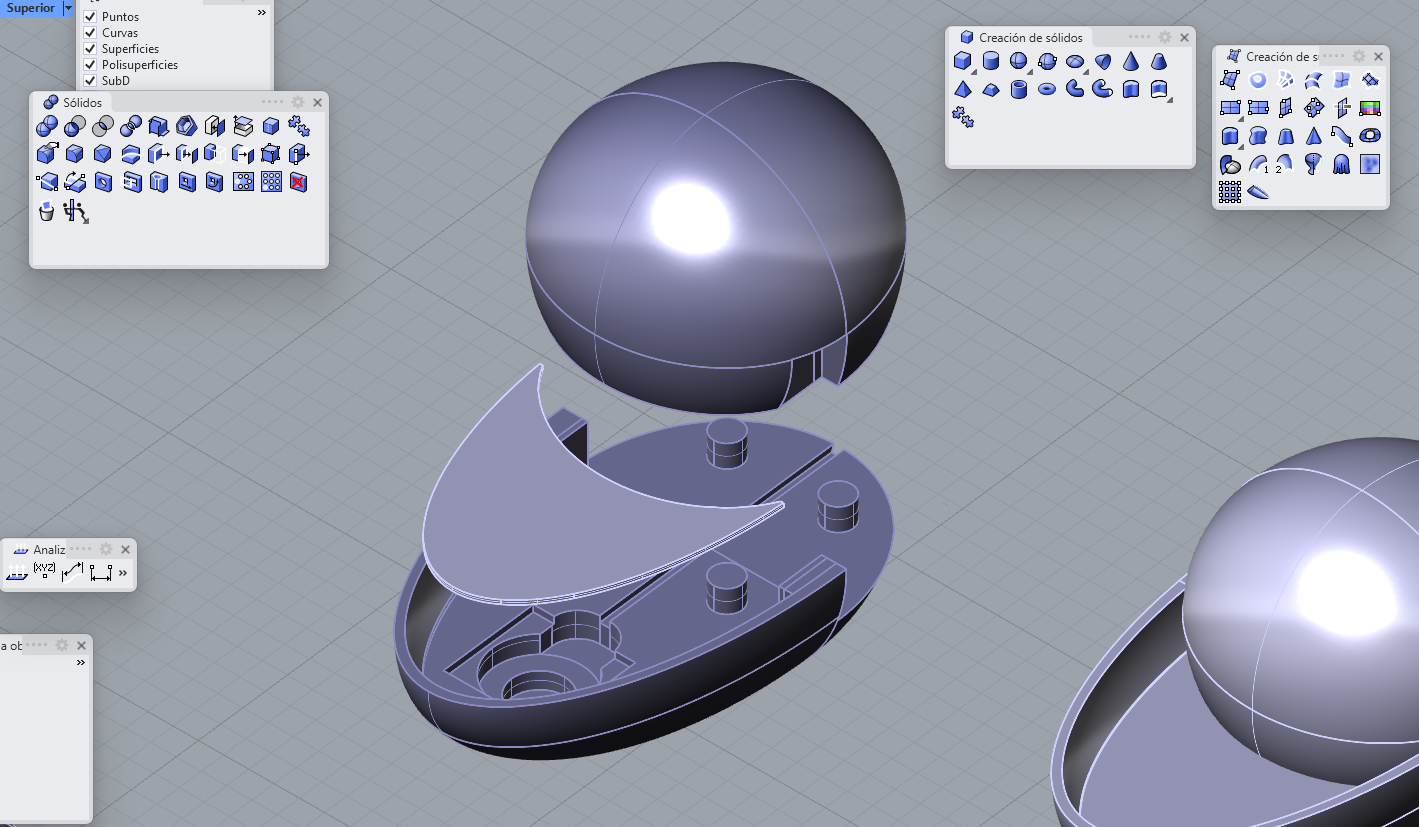 Superior
Puntos
Curvas
Superficies
Polisuperficies
SubD
Sólidos
Creación de sólidos
Creación de s
Analiz
(XYZ)
a ob
1
2